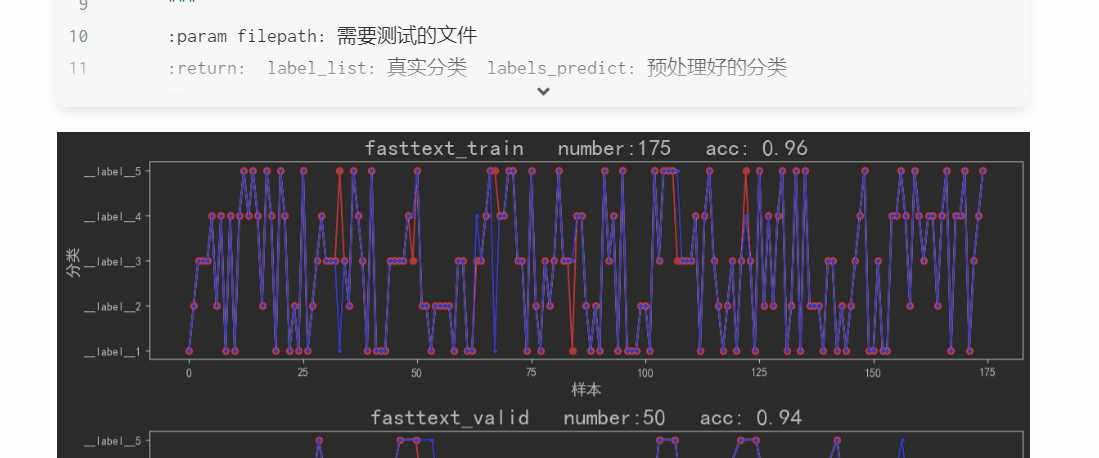 9 """
10 :param filepath: 需要测试的文件
11 :return: label_list: 真实分类 labels_predict: 预处理好的分类
fasttext_train number:175 acc: 0.96
__label__5
__label__4
__label__3
__label__2
__label__1
分类
0 25 50 75 100 125 150 175
样本
fasttext_valid number:50 acc: 0.94
__label__5